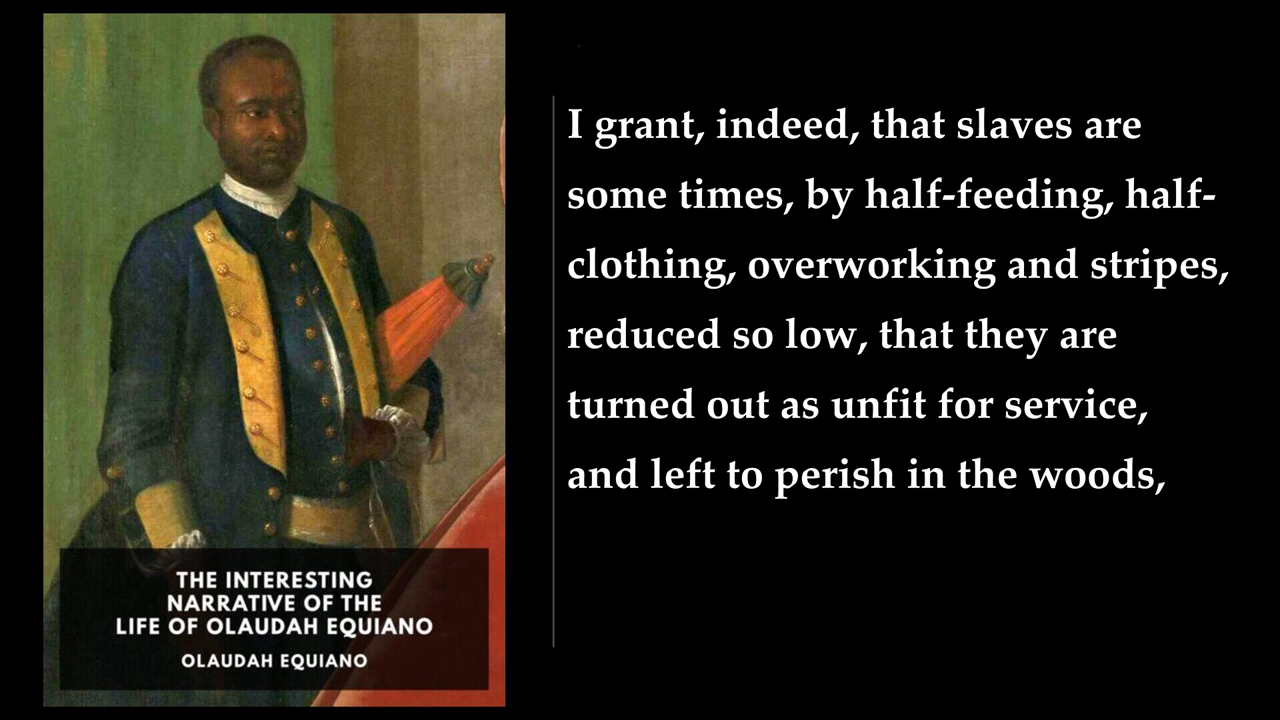 THE INTERESTING
NARRATIVE OF THE
LIFE OF OLAUDAH EQUIANO
OLAUDAH EQUIANO
I grant, indeed, that slaves are
some times, by half-feeding, half-
clothing, overworking and stripes,
reduced so low, that they are
turned out as unfit for service,
and left to perish in the woods,